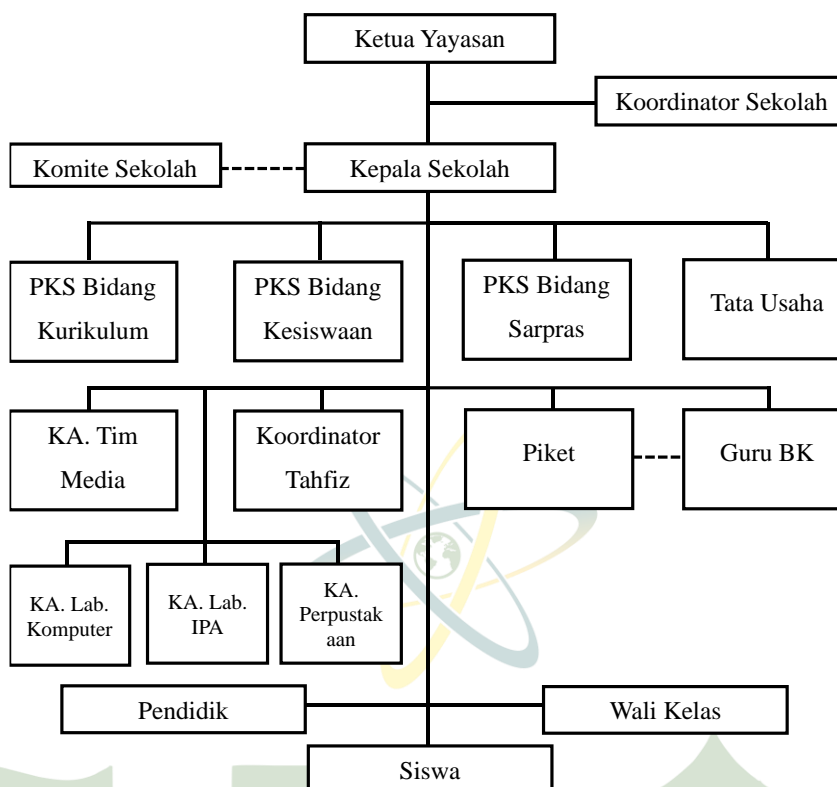 Ketua Yayasan
Koordinator Sekolah
Komite Sekolah
Kepala Sekolah
PKS Bidang
Kurikulum
PKS Bidang
Kesiswaan
PKS Bidang
Sarpras
Tata Usaha
KA. Tim
Media
Koordinator
Tahfiz
Piket
Guru BK
KA. Lab.
Komputer
KA. Lab.
IPA
KA.
Perpustak
aan
Pendidik
Wali Kelas
Siswa